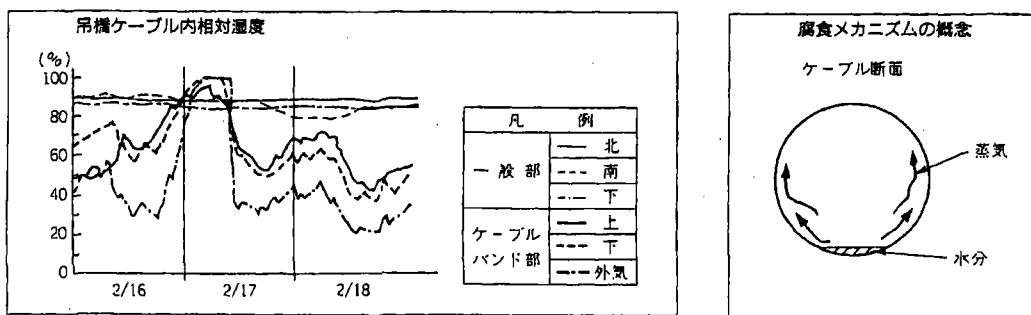 吊橋ケーブル内相対湿度
(%)
100
80
60
40
20
0
2/16
2/17
2/18
凡 例
一般部
北
南
下
ケーブル
バンド部
上
下
外気
腐食メカニズムの概念
ケーブル断面
蒸気
水分